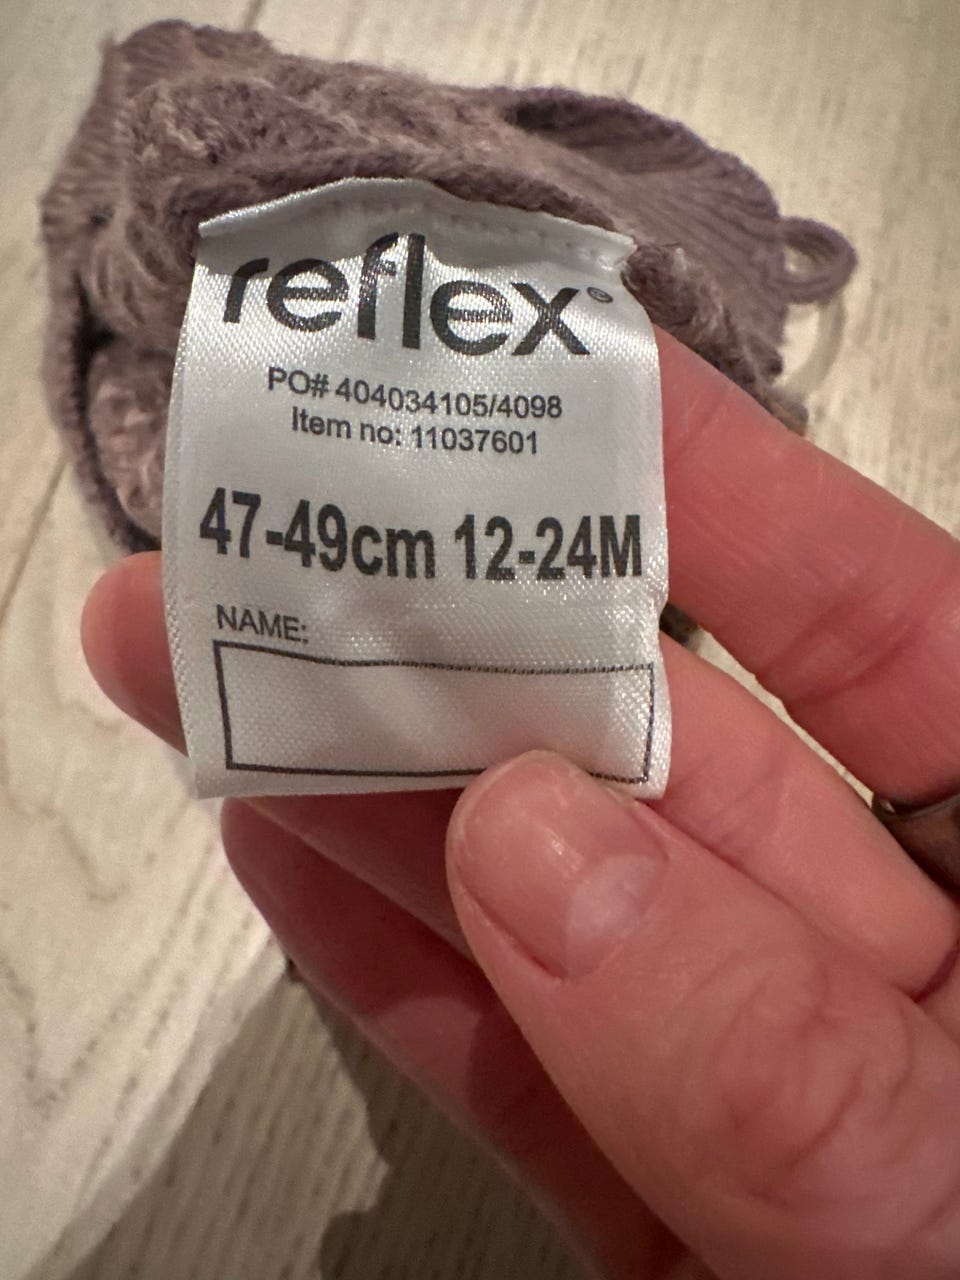 reflex®
PO# 404034105/4098
Item no: 11037601
47-49cm 12-24M
NAME: